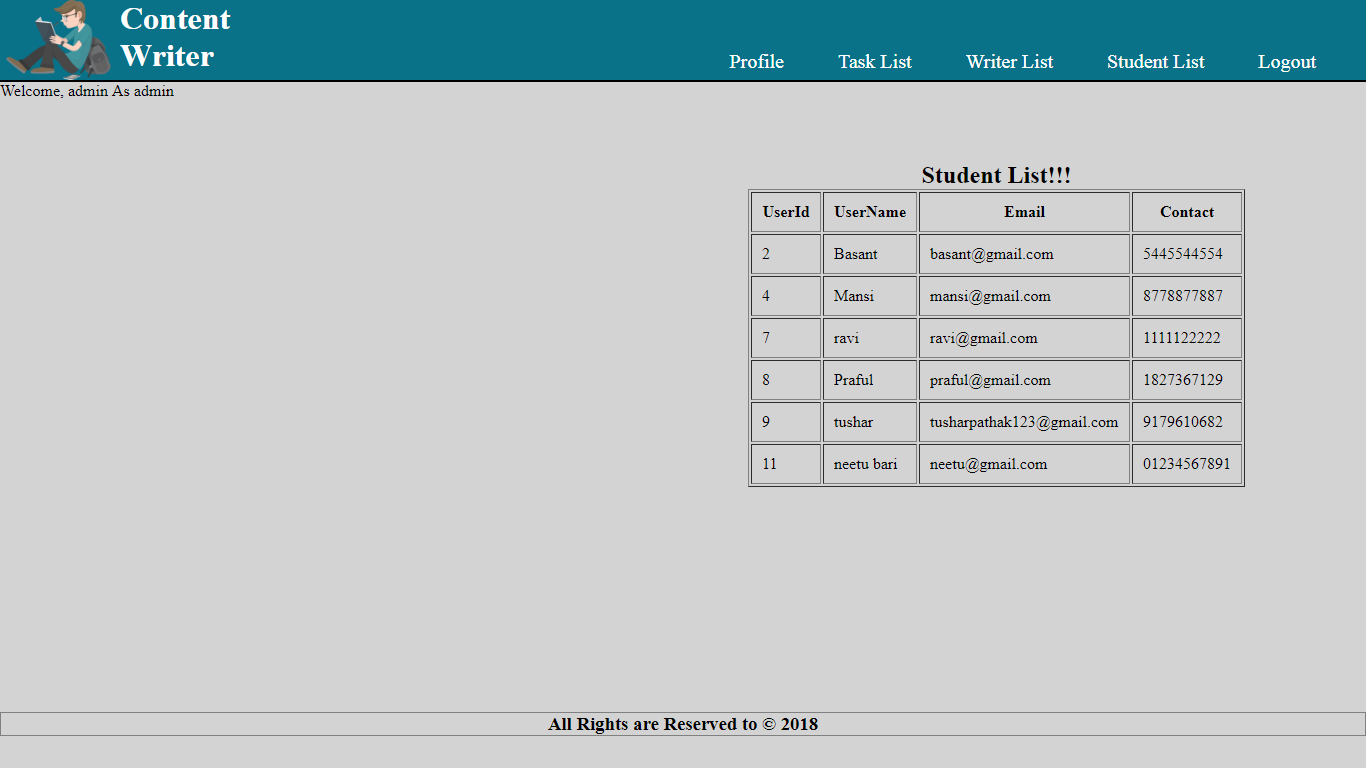 Content
Writer
Profile Task List Writer List Student List Logout
Welcome, admin As admin
Student List!!!
UserId UserName Email Contact
2 Basant basant@gmail.com 5445544554
4 Mansi mansi@gmail.com 8778877887
7 ravi ravi@gmail.com 1111122222
8 Praful praful@gmail.com 1827367129
9 tushar tusharpathak123@gmail.com 9179610682
11 neetu bari neetu@gmail.com 01234567891
All Rights are Reserved to © 2018